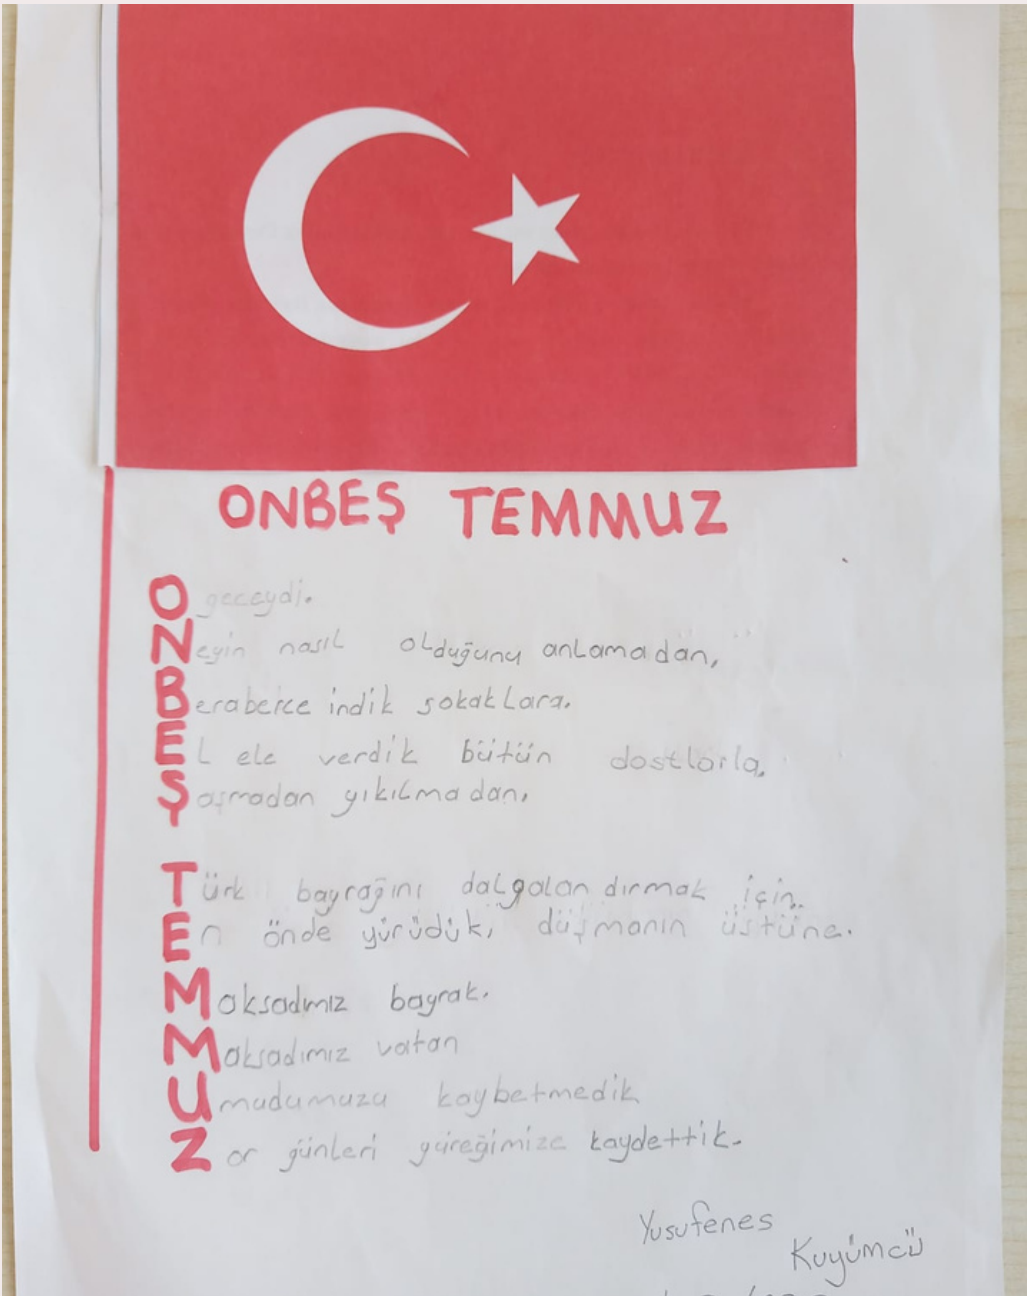 ONBEŞ TEMMUZ
O geceydi.
Neyin nasıl olduğunu anlamadan,
Beraberce indik sokaklara.
El ele verdik bütün dostlarla,
Şaşmadan yıkılmadan,
Türk bayrağını dalgalandırmak için.
En önde yürüdük, düşmanın üstüne.
Maksadımız bayrak.
Maksadımız vatan
Umudumuzu kaybetmedik
Zor günleri yüreğimize kaydettik.
Yusufenes
Kuyümcü